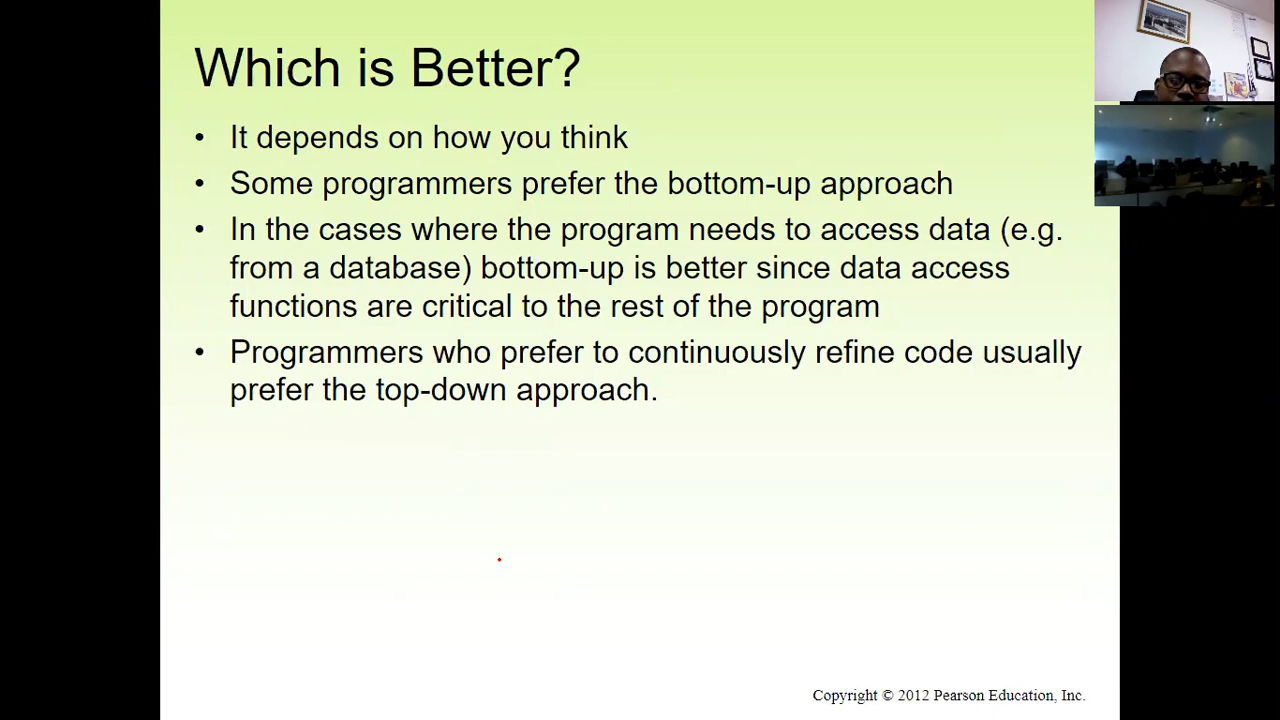 Which is Better?
• It depends on how you think
• Some programmers prefer the bottom-up approach
• In the cases where the program needs to access data (e.g.
from a database) bottom-up is better since data access
functions are critical to the rest of the program
• Programmers who prefer to continuously refine code usually
prefer the top-down approach.
Copyright © 2012 Pearson Education, Inc.